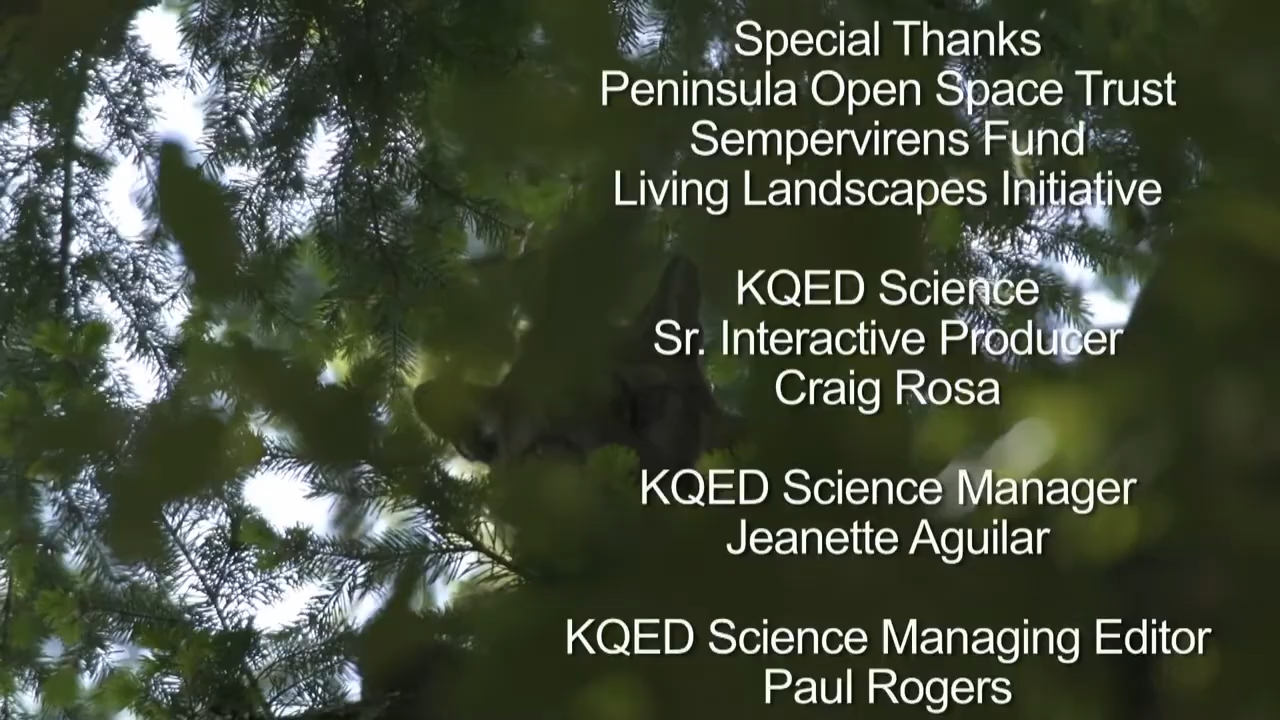 Special Thanks
Peninsula Open Space Trust
Sempervirens Fund
Living Landscapes Initiative
KQED Science
Sr. Interactive Producer
Craig Rosa
KQED Science Manager
Jeanette Aguilar
KQED Science Managing Editor
Paul Rogers